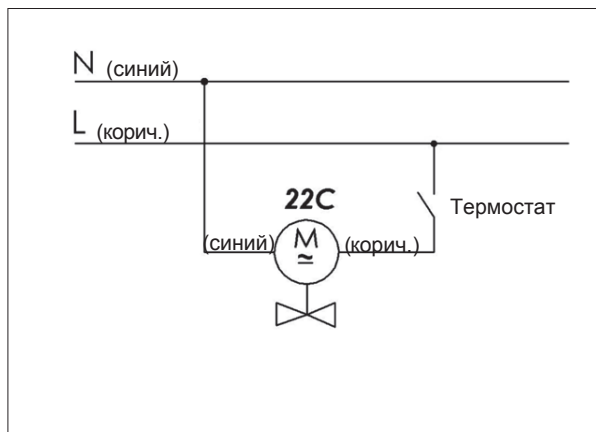 N (синий)
L (корич.)
22C
Термостат
(синий) M (корич.)
≃